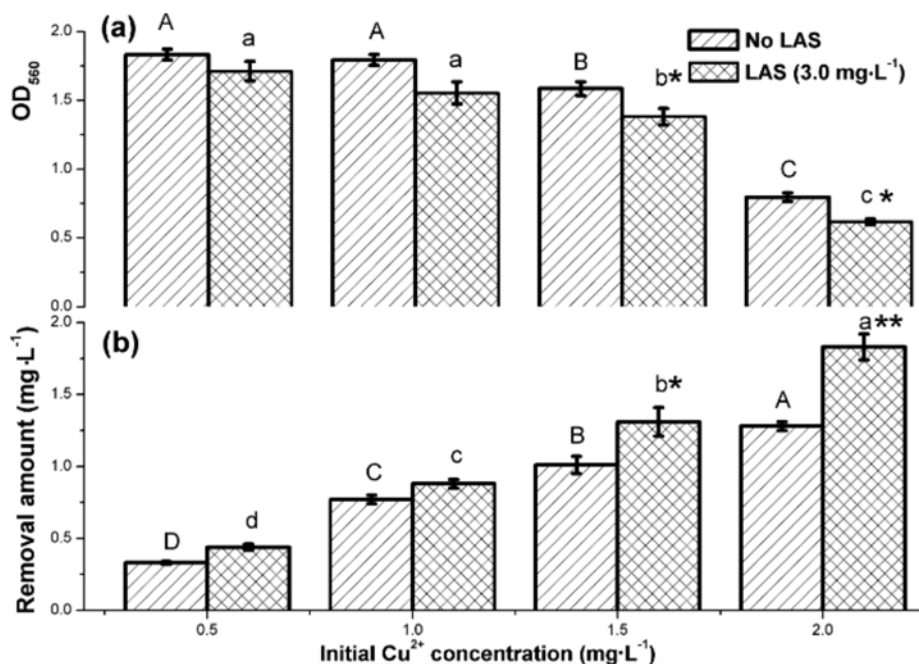 (a)
No LAS
LAS (3.0 mg·L⁻¹)
OD₅₆₀
2.0
1.5
1.0
0.5
0.0
A
a
A
a
B
b*
C
c *
(b)
Removal amount (mg·L⁻¹)
2.0
1.5
1.0
0.5
0.0
D
d
C
c
B
b*
A
a**
0.5 1.0 1.5 2.0
Initial Cu²⁺ concentration (mg·L⁻¹)